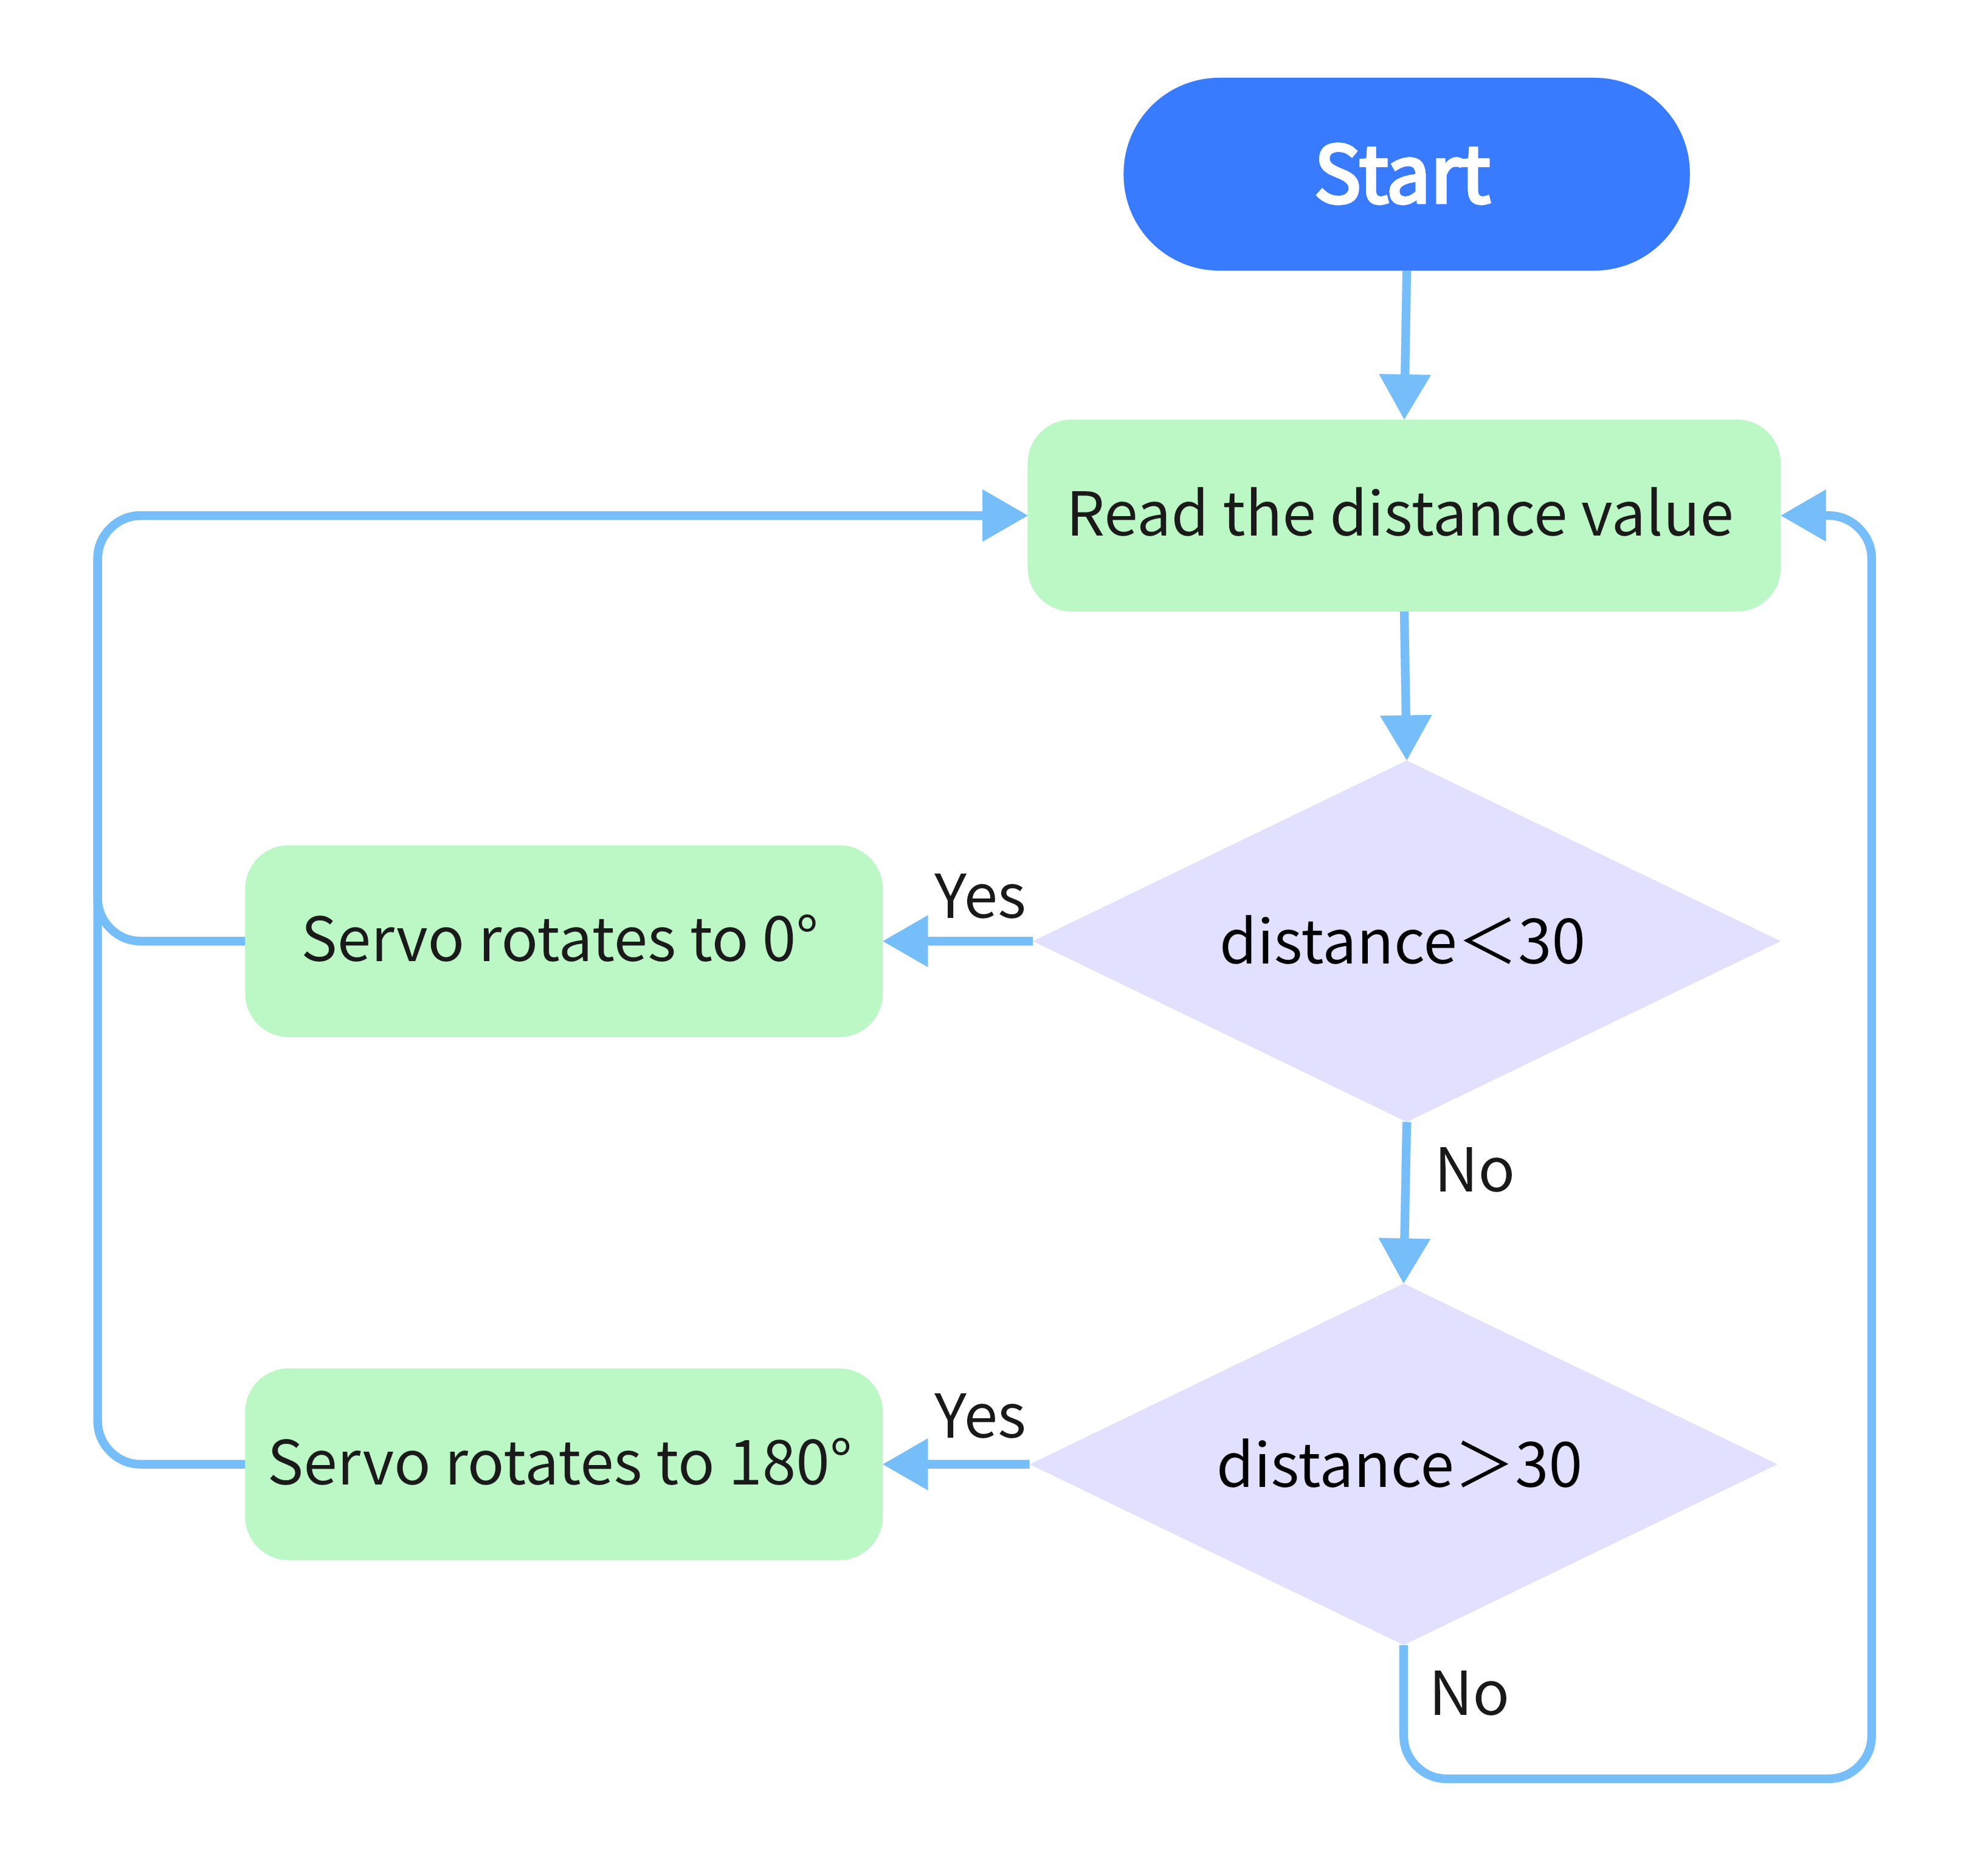 Start
Read the distance value
Yes
Servo rotates to 0°
distance<30
No
Yes
Servo rotates to 180°
distance>30
No